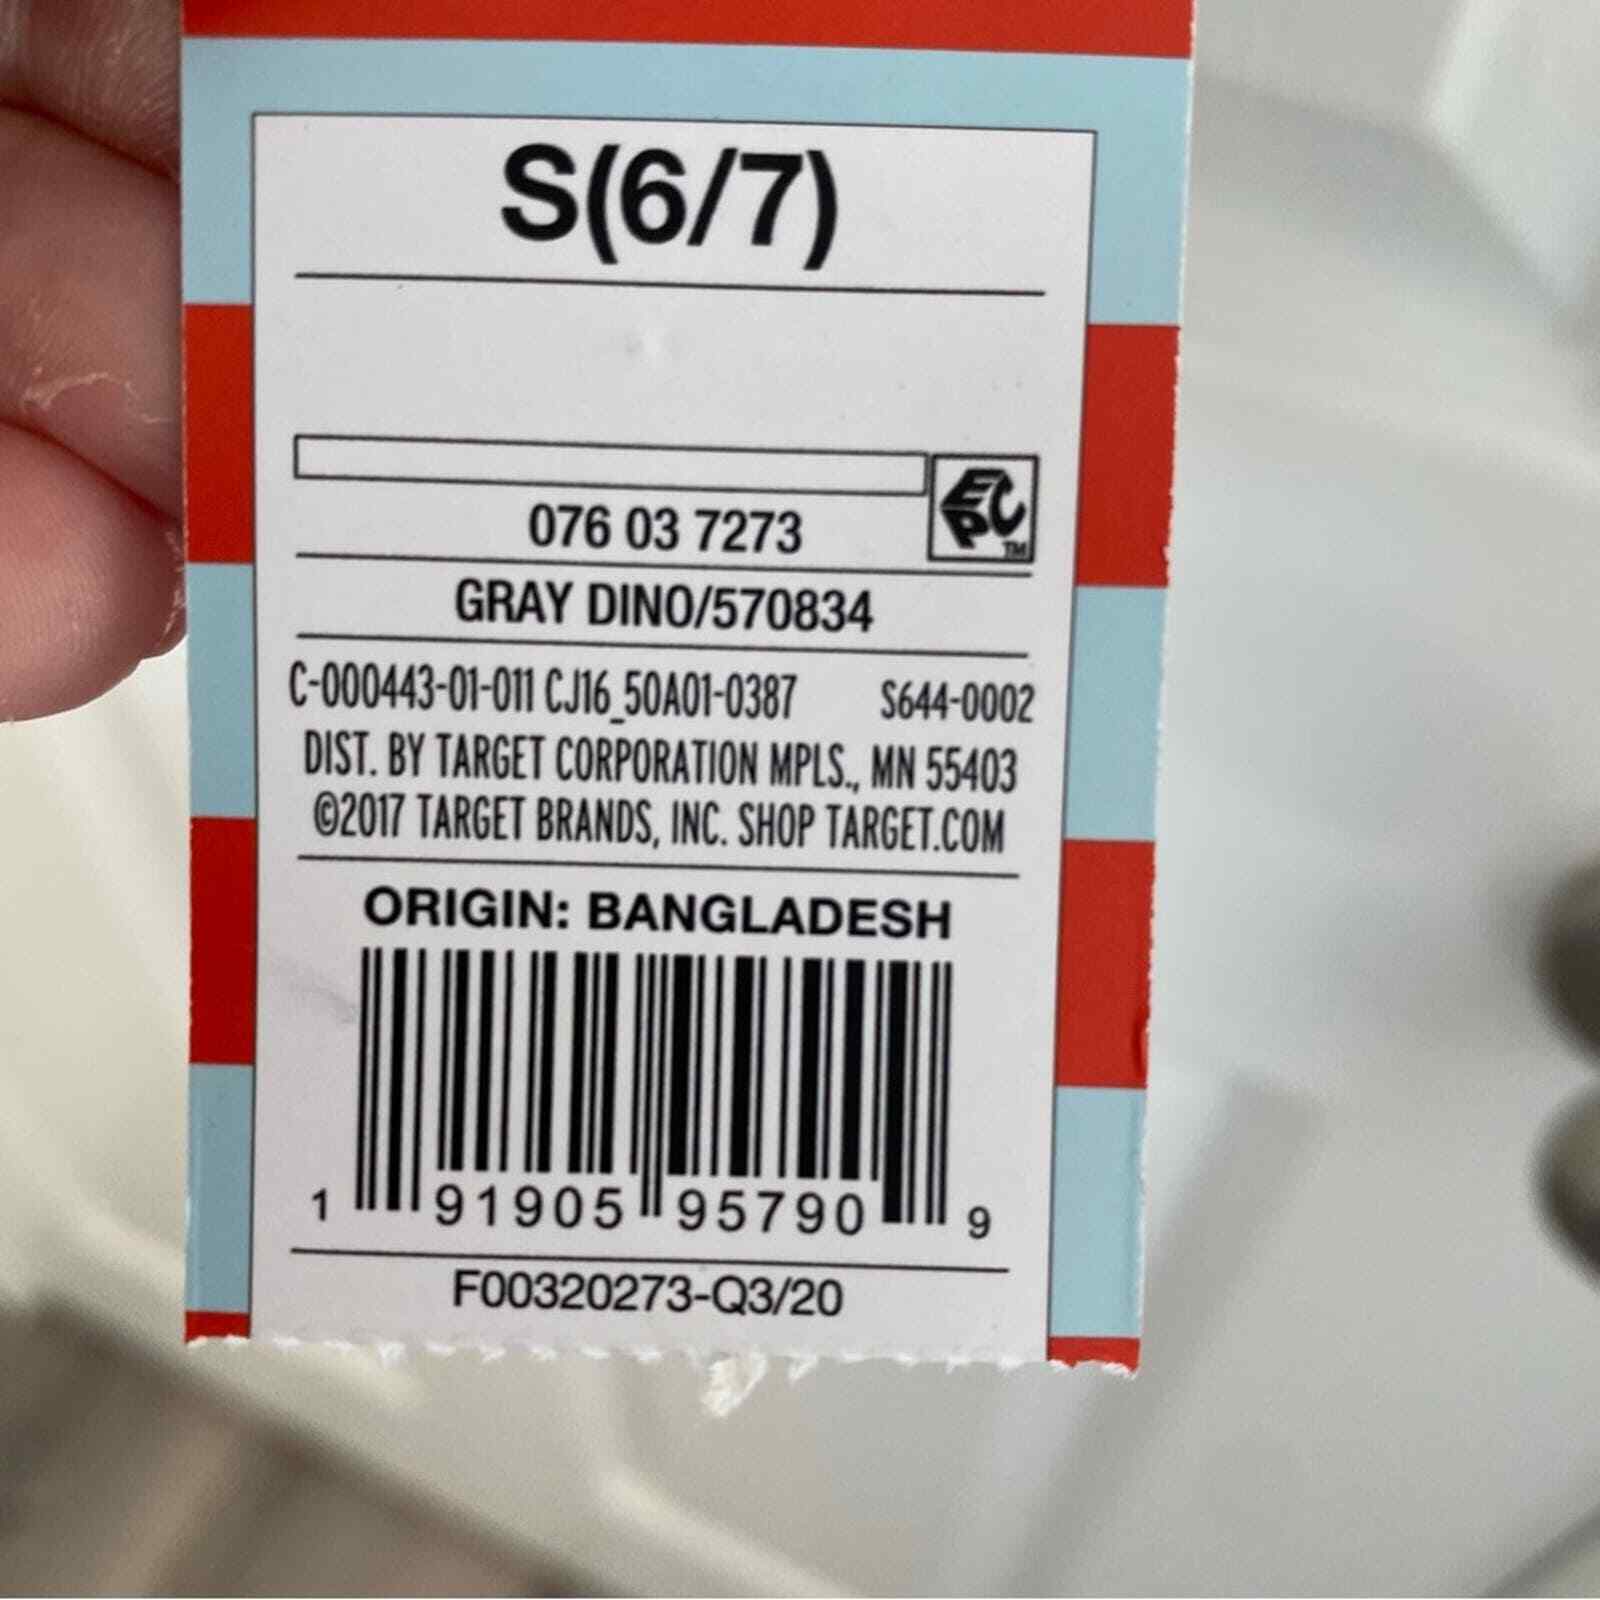 S(6/7)
EPC
TM
076 03 7273
GRAY DINO/570834
C-000443-01-011 CJ16_50A01-0387 S644-0002
DIST. BY TARGET CORPORATION MPLS., MN 55403
©2017 TARGET BRANDS, INC. SHOP TARGET.COM
ORIGIN: BANGLADESH
1 91905 95790 9
F00320273-Q3/20